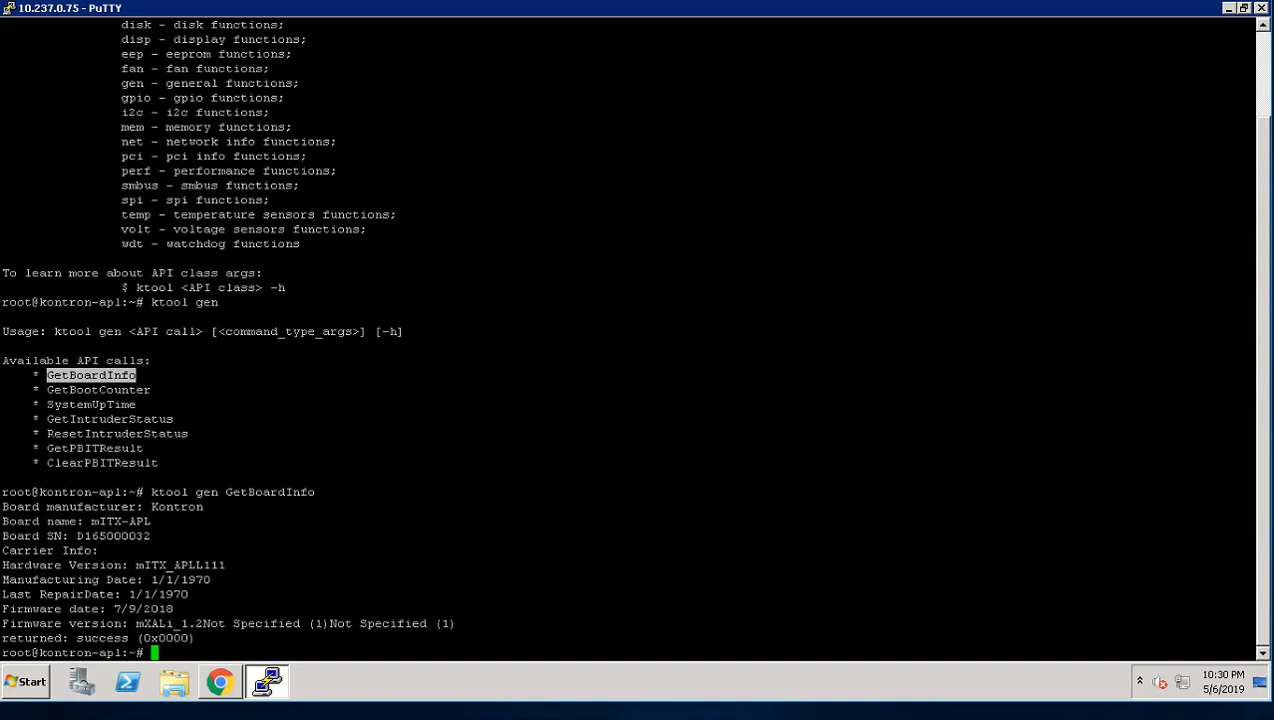 10.237.0.75 - PuTTY
disk - disk functions;
disp - display functions;
eep - eeprom functions;
fan - fan functions;
gen - general functions;
gpio - gpio functions;
i2c - i2c functions;
mem - memory functions;
net - network info functions;
pci - pci info functions;
perf - performance functions;
smbus - smbus functions;
spi - spi functions;
temp - temperature sensors functions;
volt - voltage sensors functions;
wdt - watchdog functions
To learn more about API class args:
$ ktool <API class> -h
root@kontron-apl:~# ktool gen
Usage: ktool gen <API call> [<command_type_args>] [-h]
Available API calls:
* GetBoardInfo
* GetBootCounter
* SystemUpTime
* GetIntruderStatus
* ResetIntruderStatus
* GetPBITResult
* ClearPBITResult
root@kontron-apl:~# ktool gen GetBoardInfo
Board manufacturer: Kontron
Board name: mITX-APL
Board SN: D165000032
Carrier Info:
Hardware Version: mITX_APLL111
Manufacturing Date: 1/1/1970
Last RepairDate: 1/1/1970
Firmware date: 7/9/2018
Firmware version: mXALi_1.2Not Specified (1)Not Specified (1)
returned: success (0x0000)
root@kontron-apl:~#
Start
10:30 PM
5/6/2019